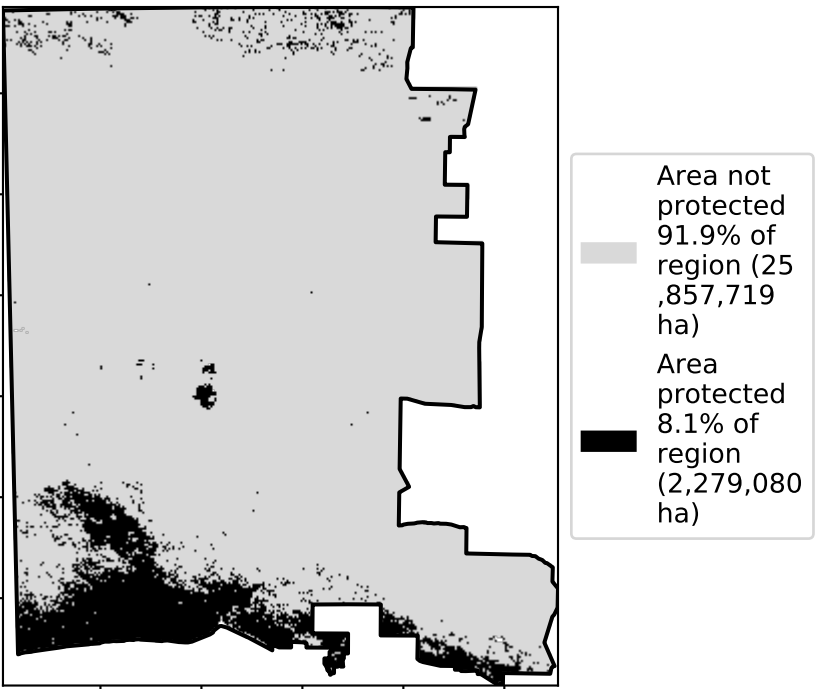 Area not
protected
91.9% of
region (25
,857,719
ha)
Area
protected
8.1% of
region
(2,279,080
ha)